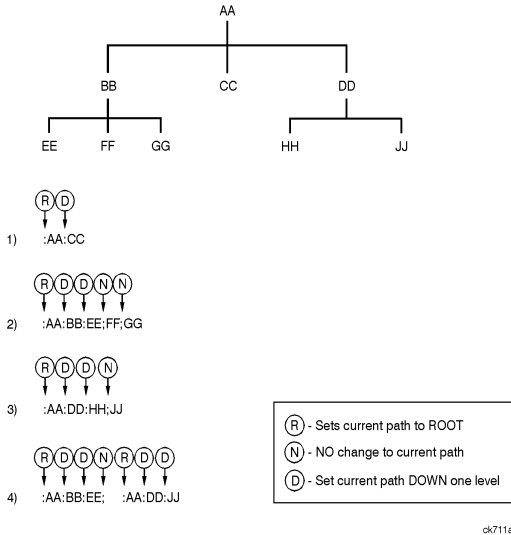 AA
BB CC DD
EE FF GG HH JJ
R D
1) :AA:CC
R D D N N
2) :AA:BB:EE;FF;GG
R D D N
3) :AA:DD:HH;JJ
R D D N R D D
4) :AA:BB:EE; :AA:DD:JJ
R - Sets current path to ROOT
N - NO change to current path
D - Set current path DOWN one level
ck711a